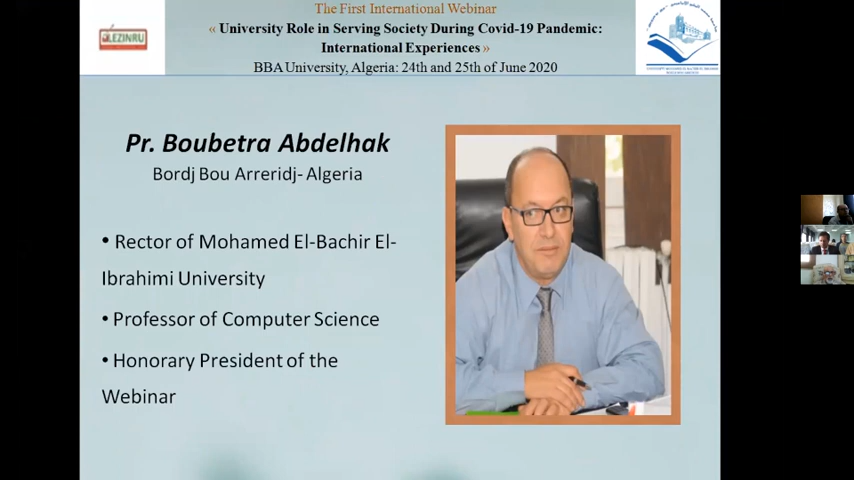 The First International Webinar
« University Role in Serving Society During Covid-19 Pandemic:
International Experiences »
BBA University, Algeria: 24th and 25th of June 2020
Pr. Boubetra Abdelhak
Bordj Bou Arreridj- Algeria
• Rector of Mohamed El-Bachir El-
Ibrahimi University
• Professor of Computer Science
• Honorary President of the
Webinar